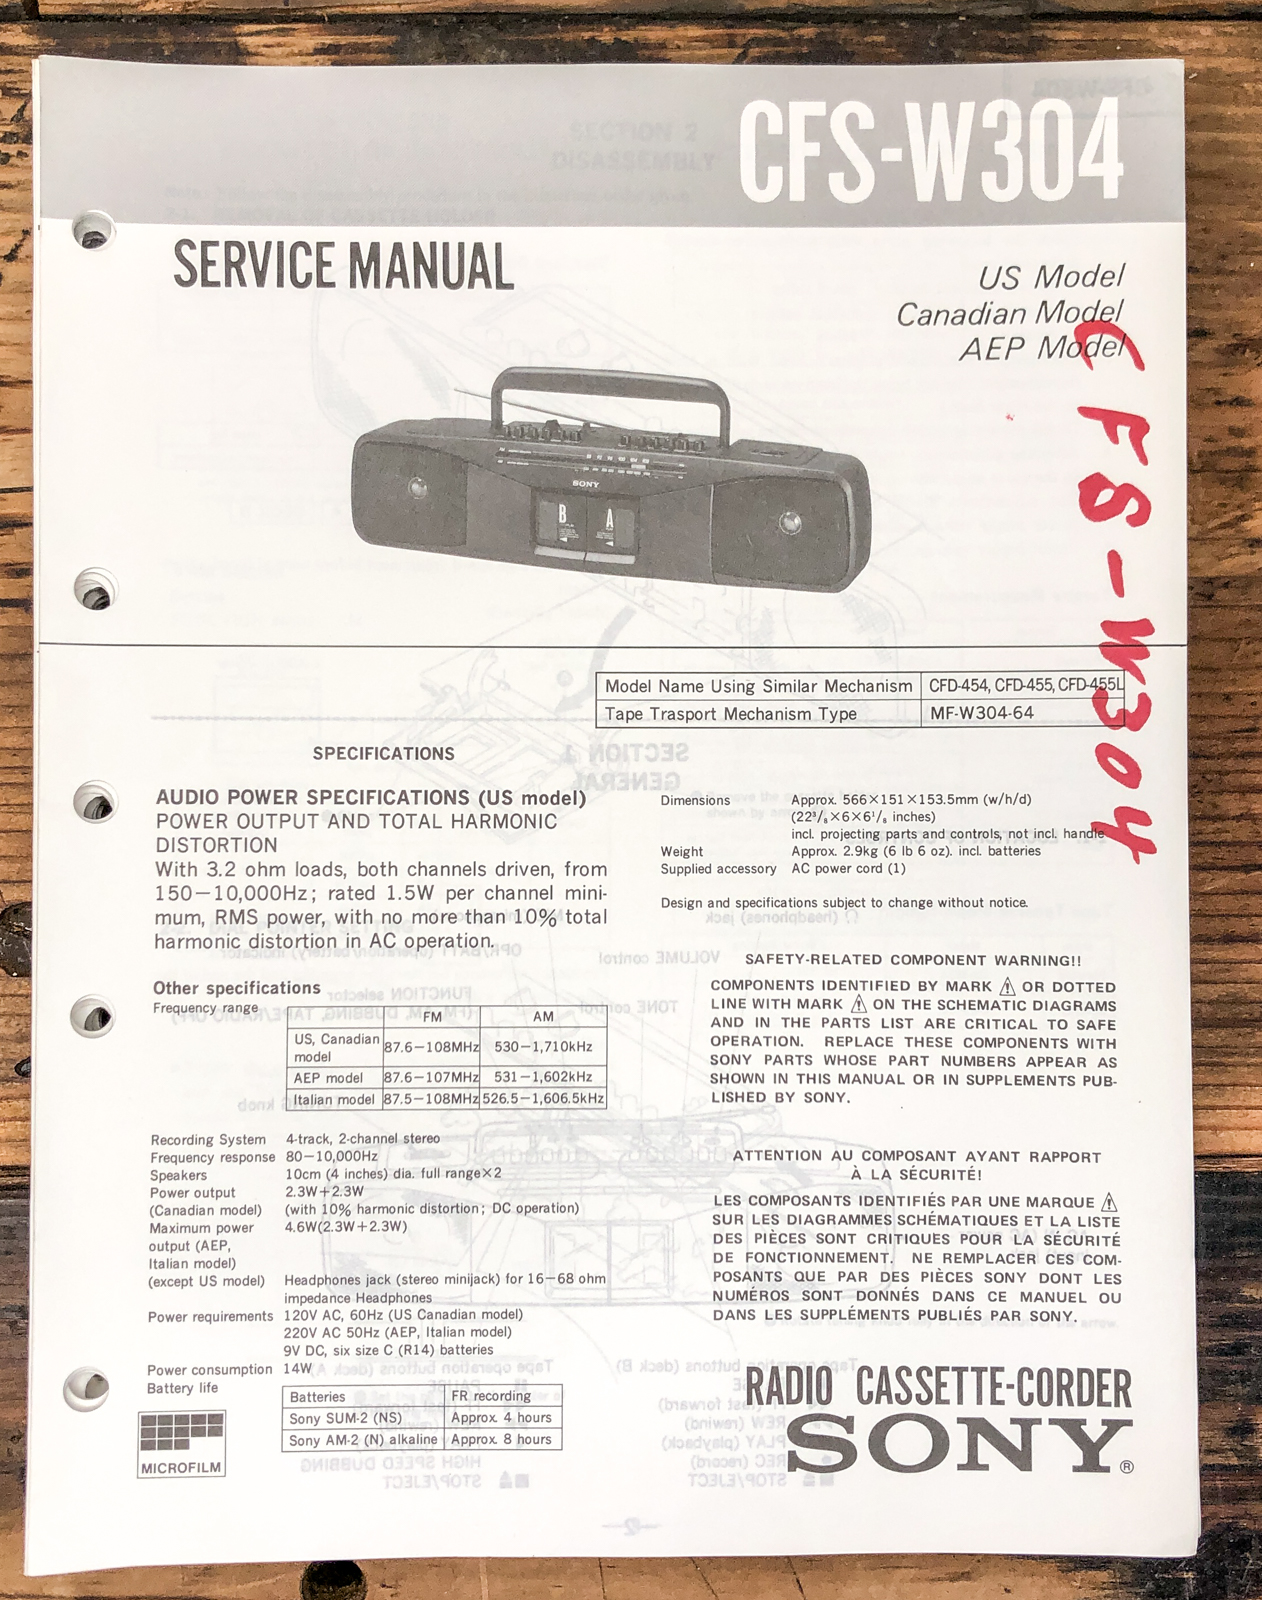 CFS-W304
SERVICE MANUAL
US Model
Canadian Model
AEP Model
CFS-W304
SONY
B
A
Model Name Using Similar Mechanism CFD-454, CFD-455, CFD-455L
Tape Trasport Mechanism Type MF-W304-64
SPECIFICATIONS
AUDIO POWER SPECIFICATIONS (US model)
POWER OUTPUT AND TOTAL HARMONIC
DISTORTION
With 3.2 ohm loads, both channels driven, from
150—10,000Hz; rated 1.5W per channel mini-
mum, RMS power, with no more than 10% total
harmonic distortion in AC operation.
Other specifications
Frequency range
FM AM
US, Canadian
model 87.6—108MHz 530—1,710kHz
AEP model 87.6—107MHz 531—1,602kHz
Italian model 87.5—108MHz 526.5—1,606.5kHz
Recording System 4-track, 2-channel stereo
Frequency response 80—10,000Hz
Speakers 10cm (4 inches) dia. full range×2
Power output 2.3W+2.3W
(Canadian model) (with 10% harmonic distortion; DC operation)
Maximum power 4.6W(2.3W+2.3W)
output (AEP,
Italian model)
(except US model) Headphones jack (stereo minijack) for 16—68 ohm
impedance Headphones
Power requirements 120V AC, 60Hz (US Canadian model)
220V AC 50Hz (AEP, Italian model)
9V DC, six size C (R14) batteries
Power consumption 14W
Battery life
Batteries FR recording
Sony SUM-2 (NS) Approx. 4 hours
Sony AM-2 (N) alkaline Approx. 8 hours
MICROFILM
Dimensions Approx. 566×151×153.5mm (w/h/d)
(22³/₈×6×6¹/₈ inches)
incl. projecting parts and controls, not incl. handle
Weight Approx. 2.9kg (6 lb 6 oz). incl. batteries
Supplied accessory AC power cord (1)
Design and specifications subject to change without notice.
SAFETY-RELATED COMPONENT WARNING!!
COMPONENTS IDENTIFIED BY MARK ⚠ OR DOTTED
LINE WITH MARK ⚠ ON THE SCHEMATIC DIAGRAMS
AND IN THE PARTS LIST ARE CRITICAL TO SAFE
OPERATION. REPLACE THESE COMPONENTS WITH
SONY PARTS WHOSE PART NUMBERS APPEAR AS
SHOWN IN THIS MANUAL OR IN SUPPLEMENTS PUB-
LISHED BY SONY.
ATTENTION AU COMPOSANT AYANT RAPPORT
À LA SÉCURITÉ!
LES COMPOSANTS IDENTIFIÉS PAR UNE MARQUE ⚠
SUR LES DIAGRAMMES SCHÉMATIQUES ET LA LISTE
DES PIÈCES SONT CRITIQUES POUR LA SÉCURITÉ
DE FONCTIONNEMENT. NE REMPLACER CES COM-
POSANTS QUE PAR DES PIÈCES SONY DONT LES
NUMÉROS SONT DONNÉS DANS CE MANUEL OU
DANS LES SUPPLÉMENTS PUBLIÉS PAR SONY.
RADIO CASSETTE-CORDER
SONY®